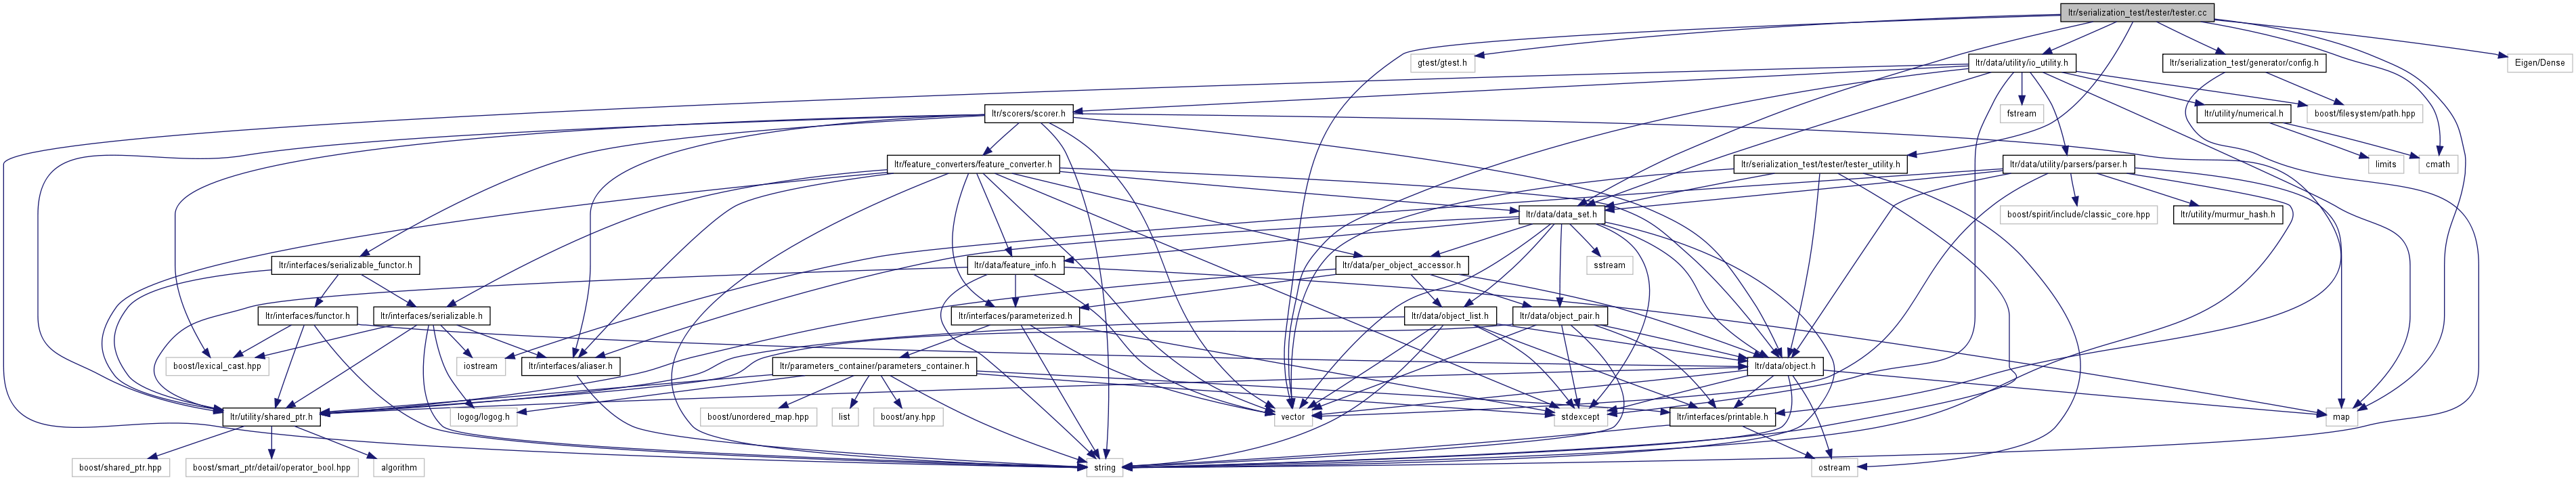 ltr/serialization_test/tester/tester.cc
gtest/gtest.h
ltr/data/utility/io_utility.h
ltr/serialization_test/generator/config.h
Eigen/Dense
ltr/scorers/scorer.h
fstream
ltr/utility/numerical.h
boost/filesystem/path.hpp
ltr/feature_converters/feature_converter.h
ltr/serialization_test/tester/tester_utility.h
ltr/data/utility/parsers/parser.h
limits
cmath
ltr/data/data_set.h
boost/spirit/include/classic_core.hpp
ltr/utility/murmur_hash.h
ltr/interfaces/serializable_functor.h
ltr/data/feature_info.h
ltr/data/per_object_accessor.h
sstream
ltr/interfaces/functor.h
ltr/interfaces/serializable.h
ltr/interfaces/parameterized.h
ltr/data/object_list.h
ltr/data/object_pair.h
boost/lexical_cast.hpp
iostream
ltr/interfaces/aliaser.h
ltr/parameters_container/parameters_container.h
ltr/data/object.h
ltr/utility/shared_ptr.h
logog/logog.h
boost/unordered_map.hpp
list
boost/any.hpp
vector
stdexcept
ltr/interfaces/printable.h
map
boost/shared_ptr.hpp
boost/smart_ptr/detail/operator_bool.hpp
algorithm
string
ostream